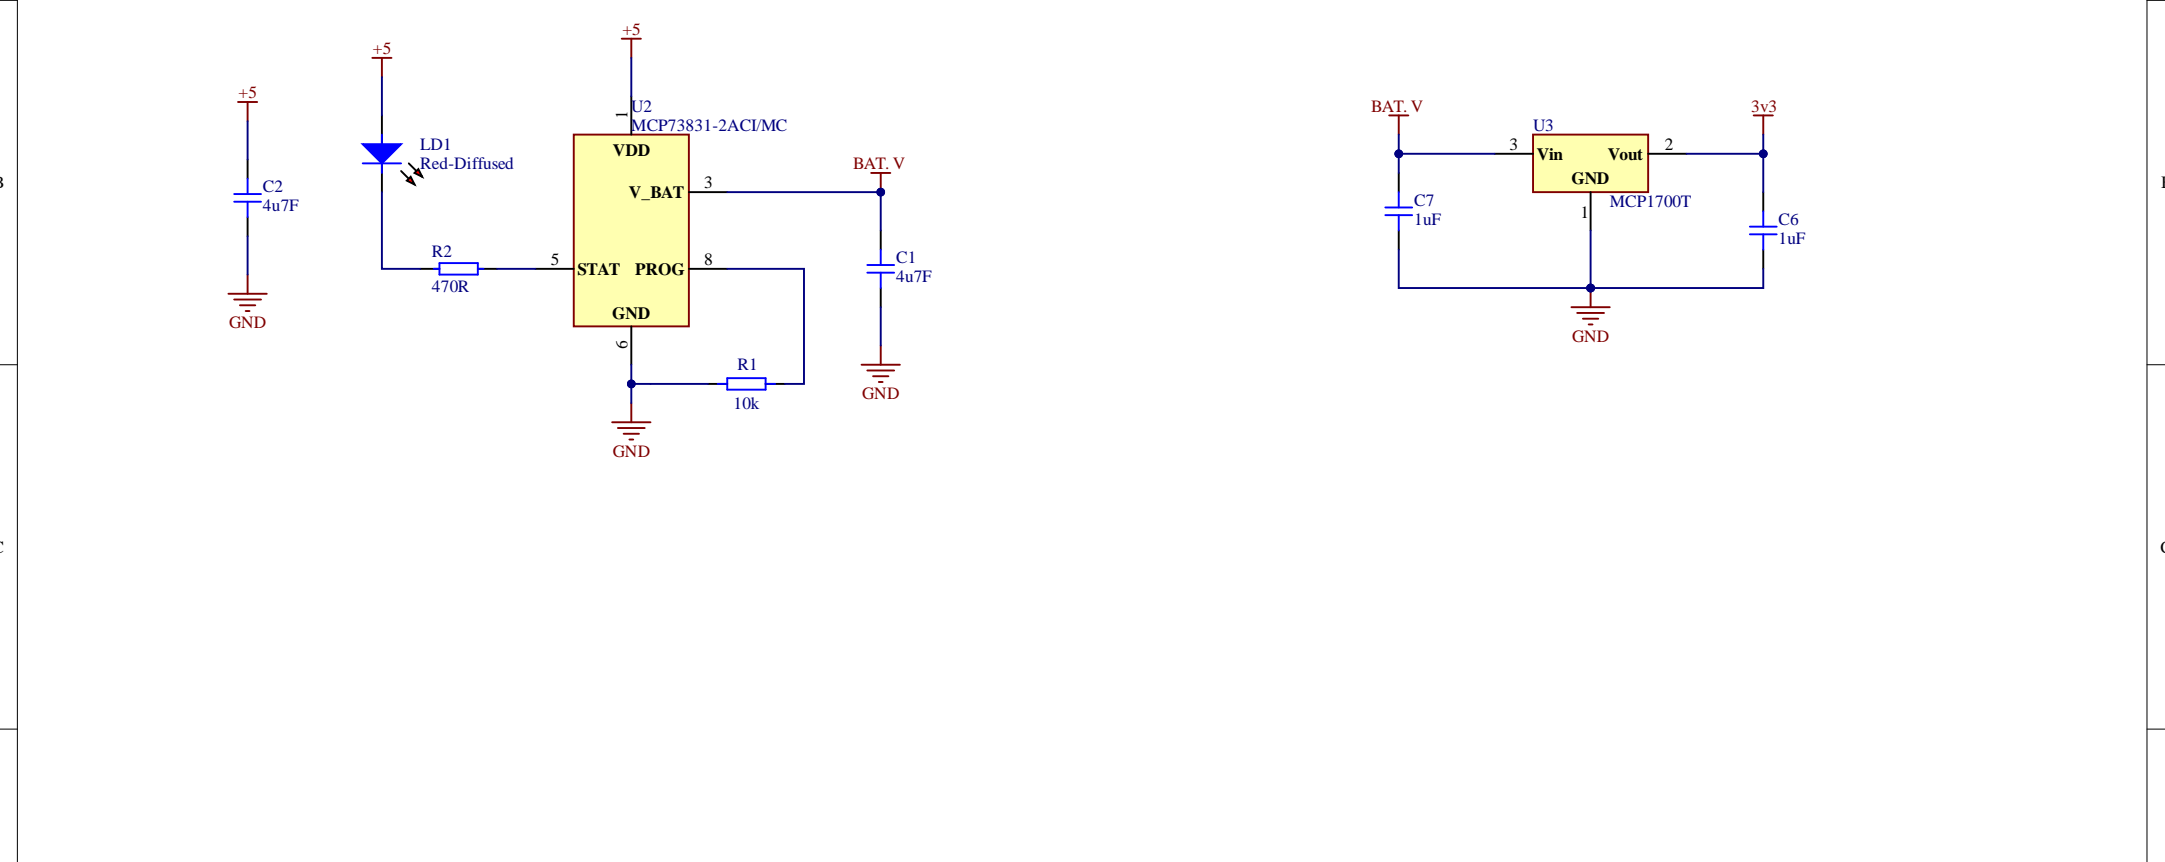 +5
C2
4u7F
GND
+5
LD1
Red-Diffused
R2
470R
+5
1
U2
MCP73831-2ACI/MC
VDD
V_BAT
3
5
STAT
PROG
8
GND
6
R1
10k
GND
BAT. V
C1
4u7F
GND
BAT. V
C7
1uF
U3
3
Vin
Vout
2
GND
1
MCP1700T
GND
3v3
C6
1uF